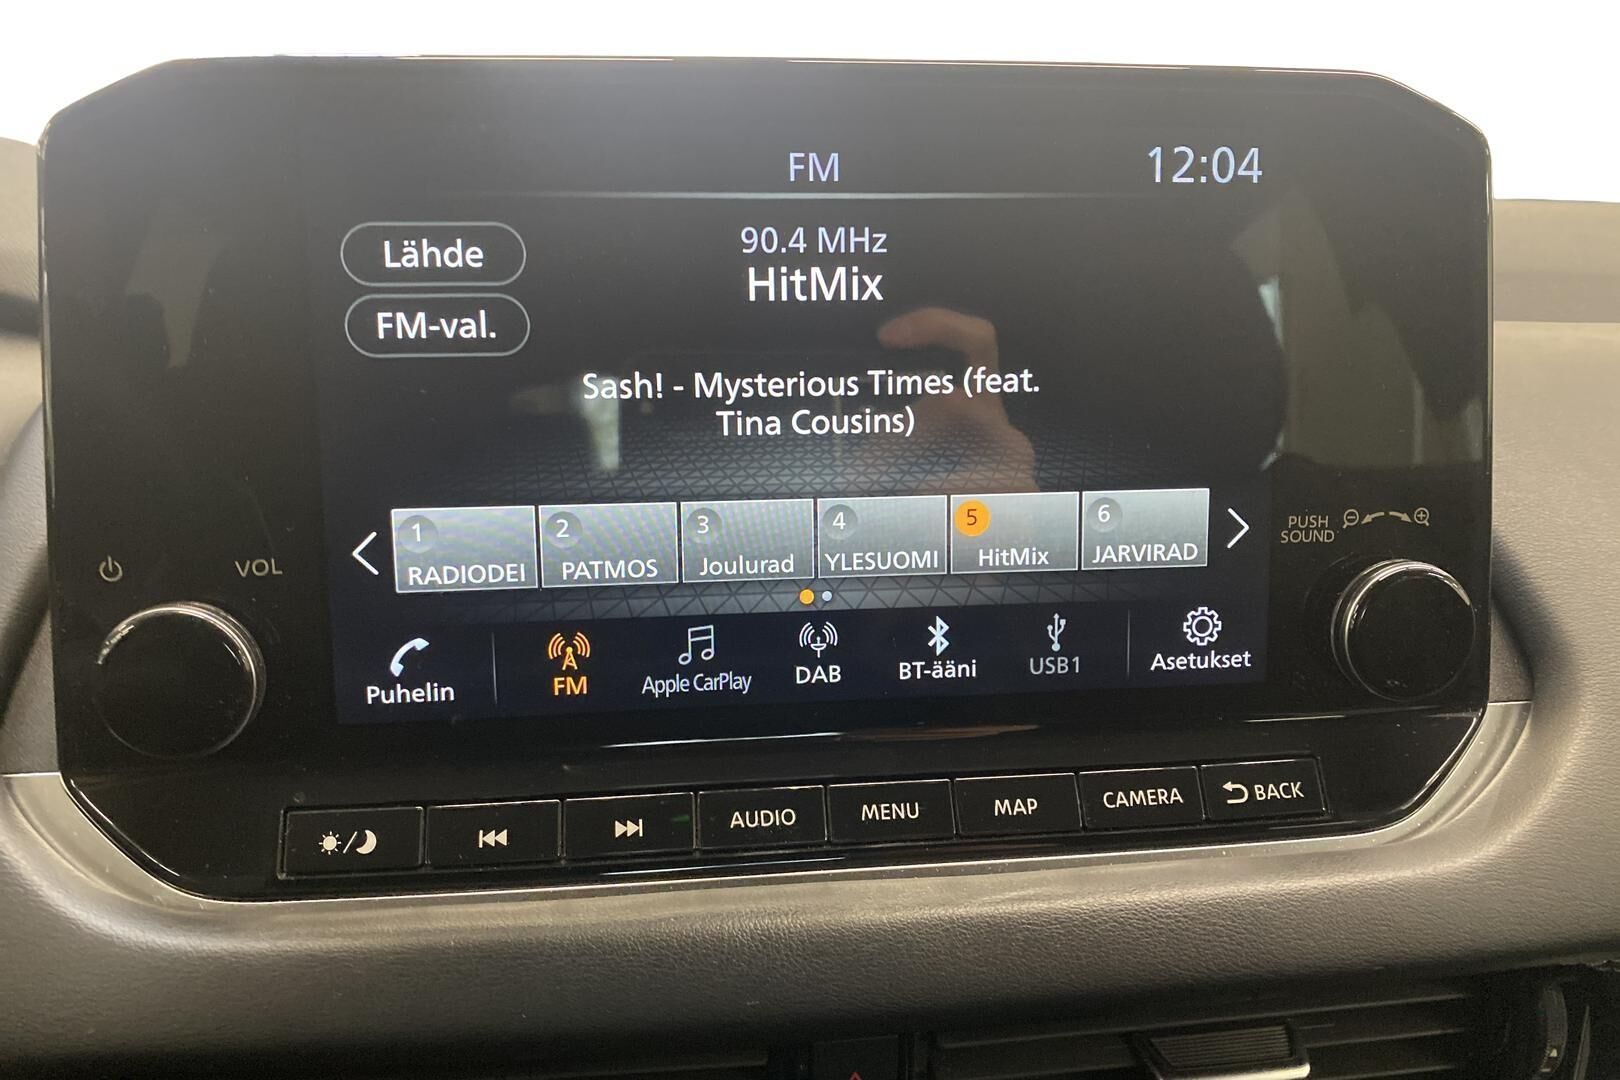 FM
12:04
90.4 MHz
HitMix
Lähde
FM-val.
Sash! - Mysterious Times (feat.
Tina Cousins)
1 RADIODEI
2 PATMOS
3 Joulurad
4 YLESUOMI
5 HitMix
6 JARVIRAD
VOL
PUSH
SOUND
Puhelin
FM
Apple CarPlay
DAB
BT-ääni
USB1
Asetukset
AUDIO
MENU
MAP
CAMERA
BACK